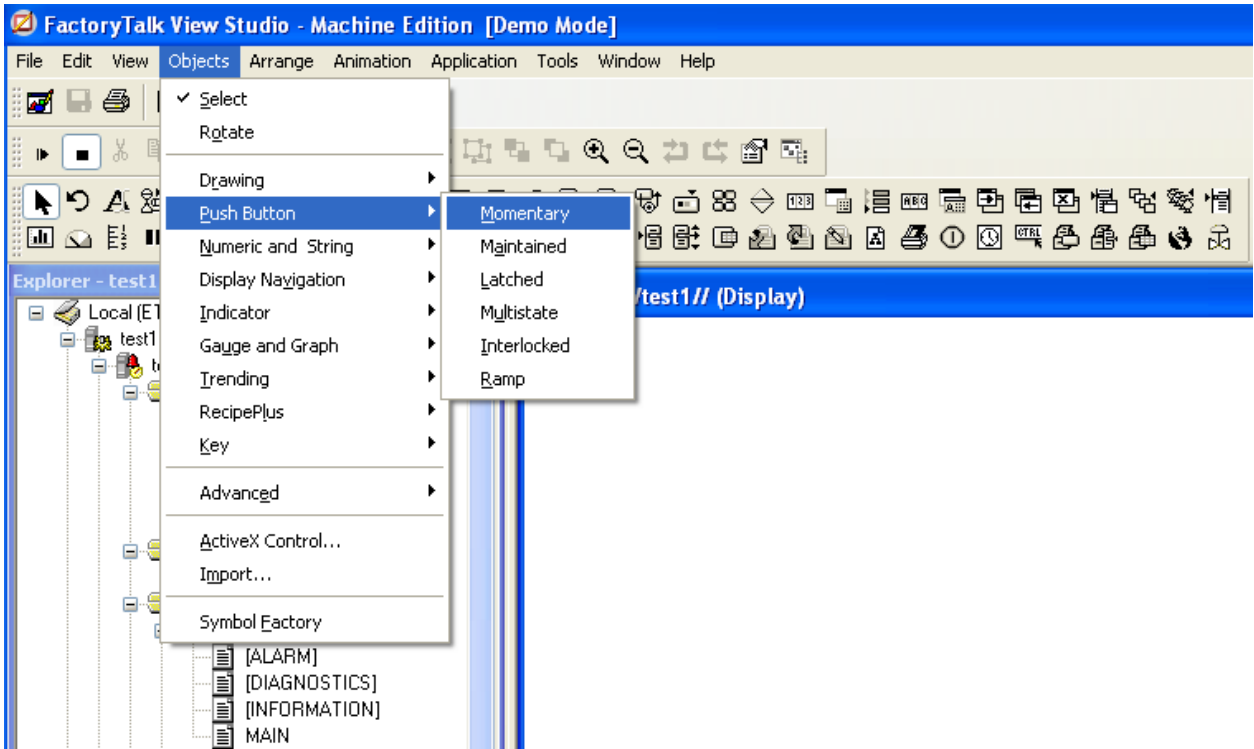 FactoryTalk View Studio - Machine Edition [Demo Mode]
File Edit View Objects Arrange Animation Application Tools Window Help
Select
Rotate
Drawing
Push Button
Numeric and String
Display Navigation
Indicator
Gauge and Graph
Trending
RecipePlus
Key
Advanced
ActiveX Control...
Import...
Symbol Factory
Momentary
Maintained
Latched
Multistate
Interlocked
Ramp
Explorer - test1
Local (ET
test1
/test1// (Display)
[ALARM]
[DIAGNOSTICS]
[INFORMATION]
MAIN